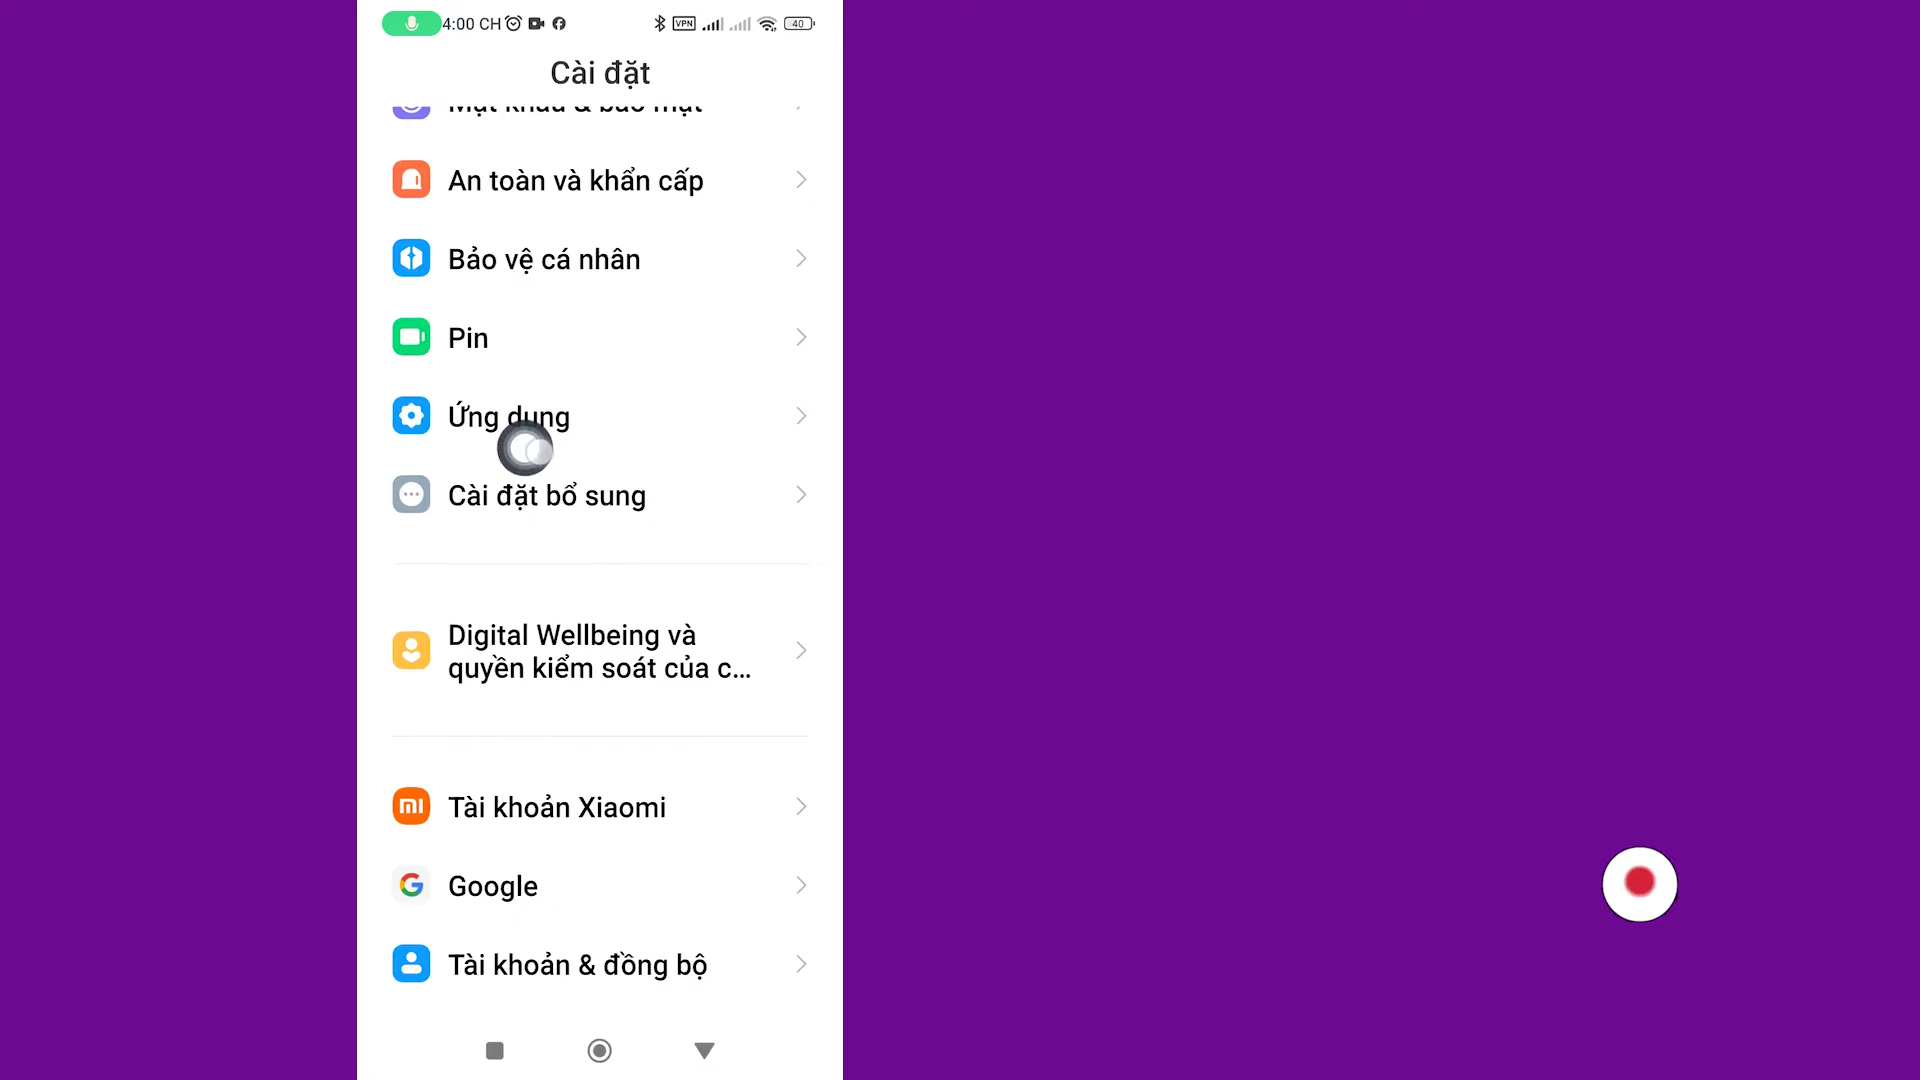 4:00 CH VPN 40
Cài đặt
Mật khẩu & bảo mật
An toàn và khẩn cấp
Bảo vệ cá nhân
Pin
Ứng dụng
Cài đặt bổ sung
Digital Wellbeing và
quyền kiểm soát của c...
Tài khoản Xiaomi
Google
Tài khoản & đồng bộ